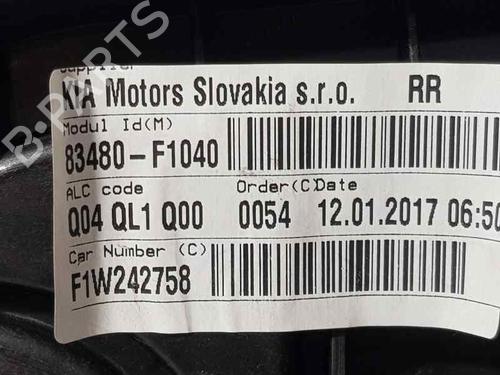 Supplier
KIA Motors Slovakia s.r.o. RR
Modul Id(M)
83480-F1040
ALC code Order(C)Date
Q04 QL1 Q00 0054 12.01.2017 06:50
Car Number (C)
F1W242758
B-PARTS